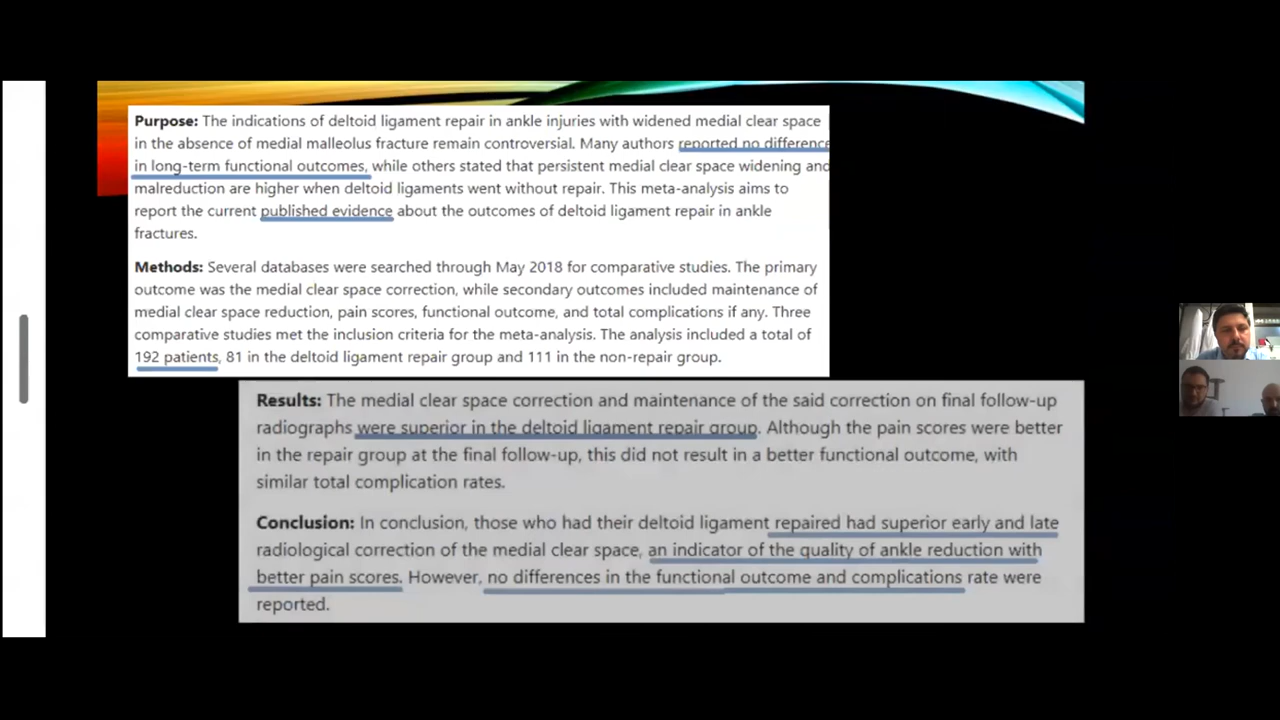 Purpose: The indications of deltoid ligament repair in ankle injuries with widened medial clear space
in the absence of medial malleolus fracture remain controversial. Many authors reported no difference
in long-term functional outcomes, while others stated that persistent medial clear space widening and
malreduction are higher when deltoid ligaments went without repair. This meta-analysis aims to
report the current published evidence about the outcomes of deltoid ligament repair in ankle
fractures.
Methods: Several databases were searched through May 2018 for comparative studies. The primary
outcome was the medial clear space correction, while secondary outcomes included maintenance of
medial clear space reduction, pain scores, functional outcome, and total complications if any. Three
comparative studies met the inclusion criteria for the meta-analysis. The analysis included a total of
192 patients, 81 in the deltoid ligament repair group and 111 in the non-repair group.
Results: The medial clear space correction and maintenance of the said correction on final follow-up
radiographs were superior in the deltoid ligament repair group. Although the pain scores were better
in the repair group at the final follow-up, this did not result in a better functional outcome, with
similar total complication rates.
Conclusion: In conclusion, those who had their deltoid ligament repaired had superior early and late
radiological correction of the medial clear space, an indicator of the quality of ankle reduction with
better pain scores. However, no differences in the functional outcome and complications rate were
reported.